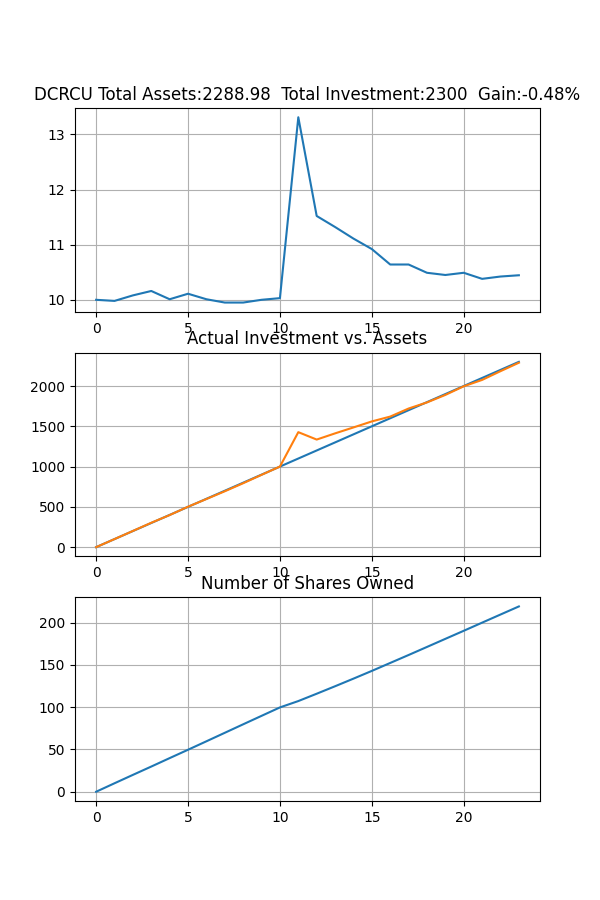 DCRCU Total Assets:2288.98  Total Investment:2300  Gain:-0.48%
13
12
11
10
0 5 10 15 20
Actual Investment vs. Assets
2000
1500
1000
500
0
0 5 10 15 20
Number of Shares Owned
200
150
100
50
0
0 5 10 15 20